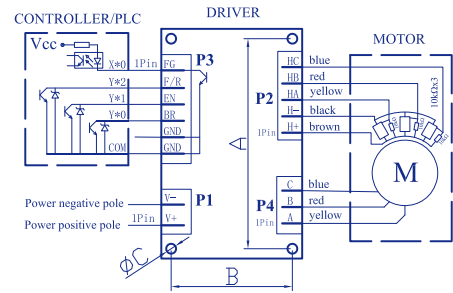 CONTROLLER/PLC
DRIVER
MOTOR
Vcc
X*0
1Pin
FG
P3
Y*2
F/R
Y*1
EN
Y*0
BR
GND
COM
GND
P1
Power negative pole
V-
Power positive pole
1Pin
V+
HC
blue
HB
red
HA
yellow
P2
H-
black
1Pin
H+
brown
10kΩx3
A
M
C
blue
P4
B
red
1Pin
A
yellow
ØC
B